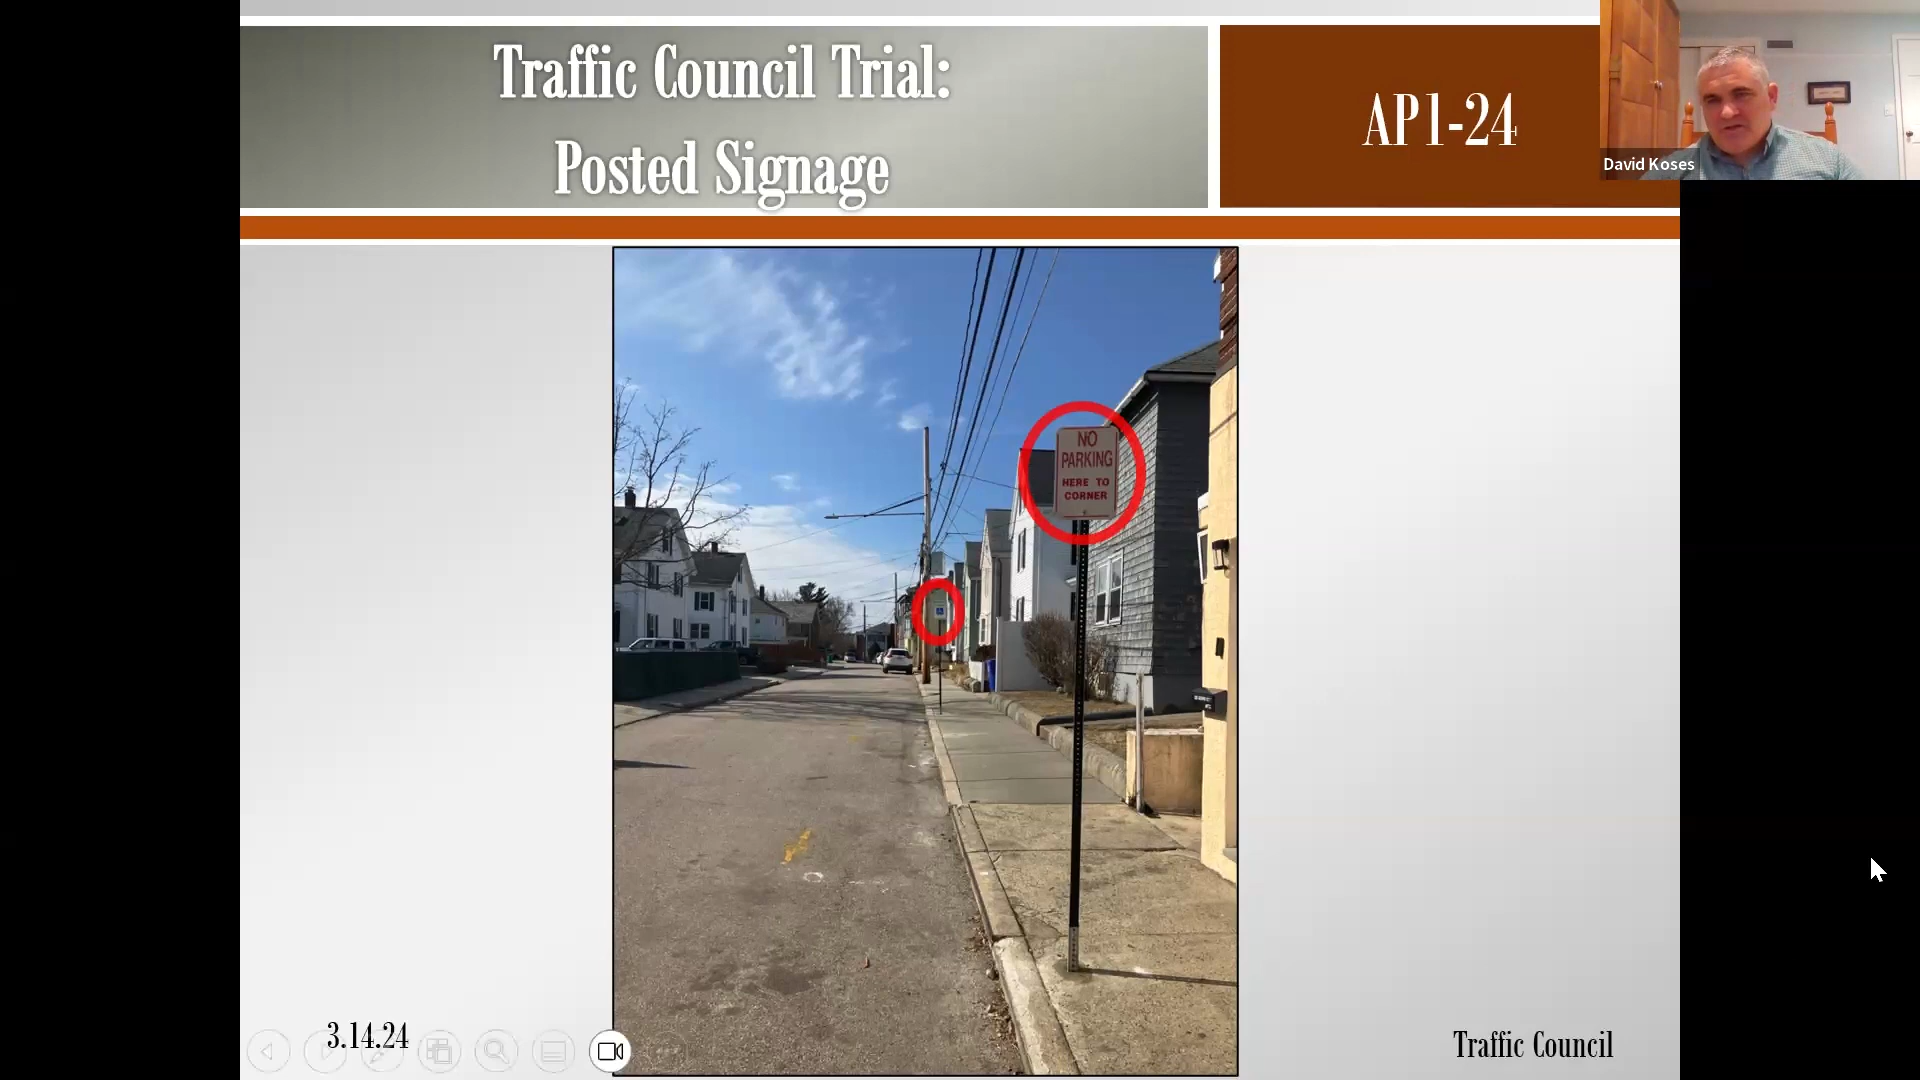 Traffic Council Trial:
Posted Signage
AP1-24
David Koses
NO
PARKING
HERE TO
CORNER
3.14.24
Traffic Council